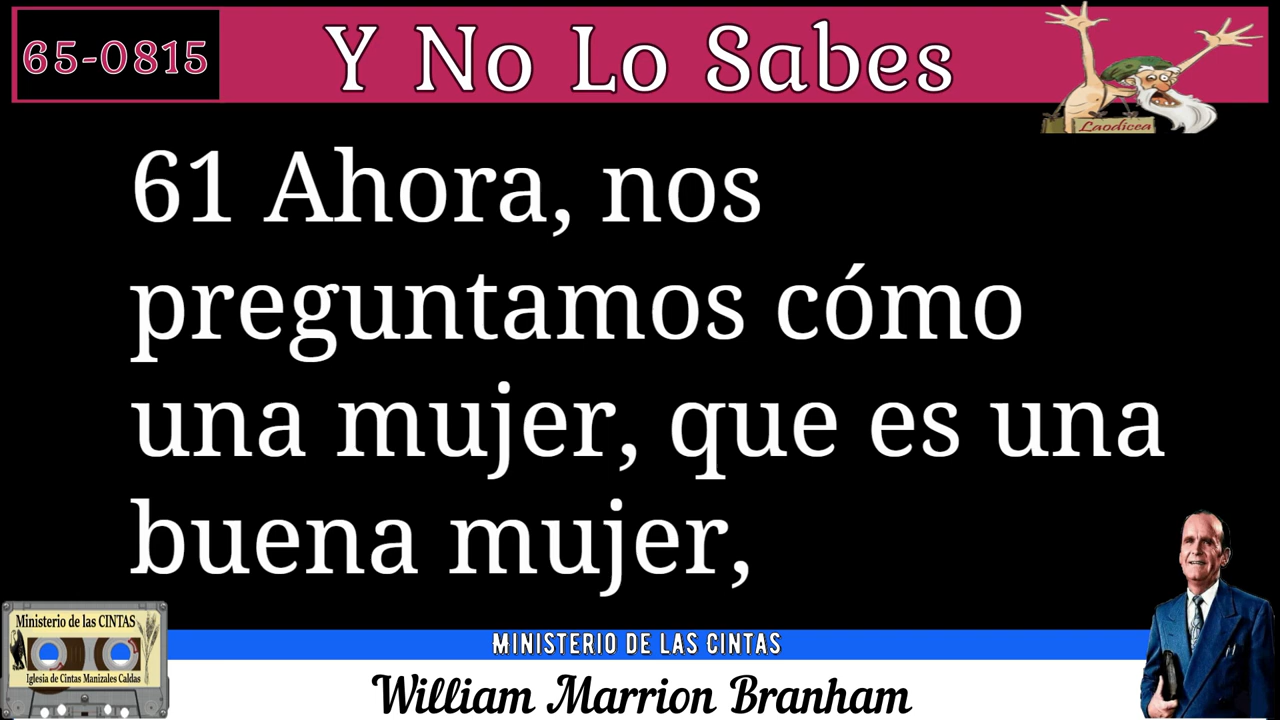 65-0815
Y No Lo Sabes
Laodicea
61 Ahora, nos
preguntamos cómo
una mujer, que es una
buena mujer,
Ministerio de las CINTAS
Iglesia de Cintas Manizales Caldas
MINISTERIO DE LAS CINTAS
William Marrion Branham